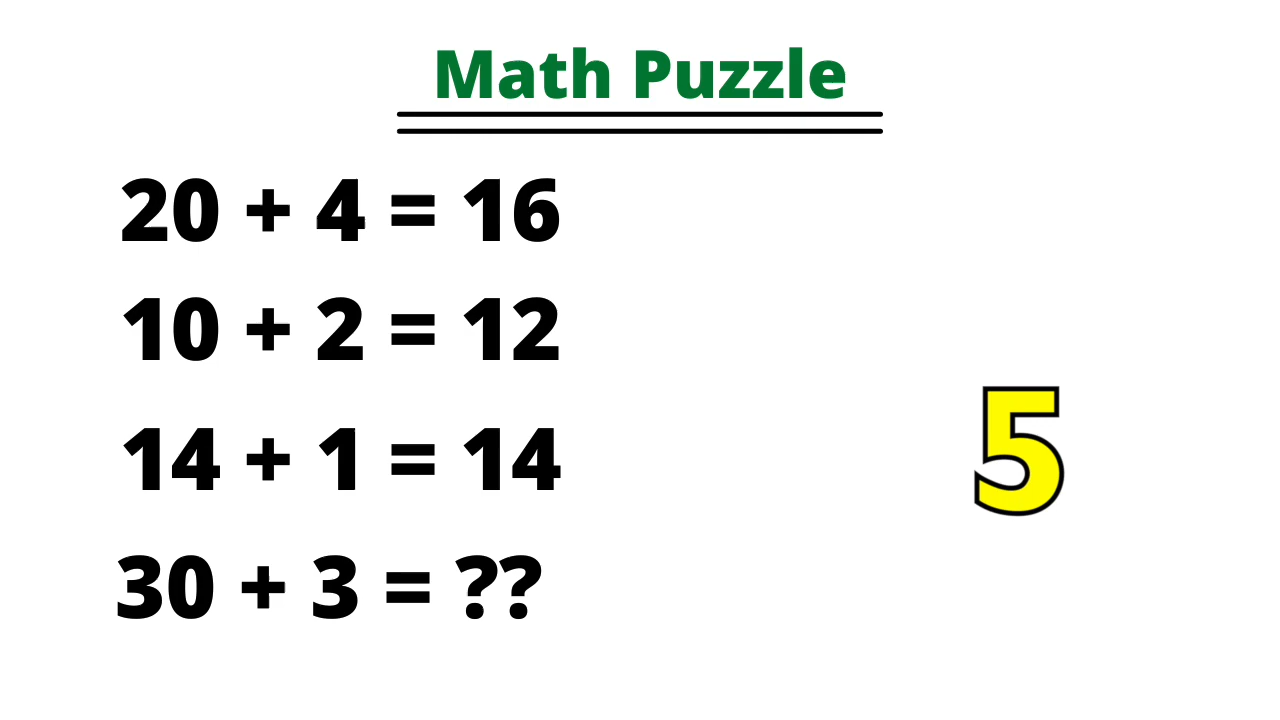 Math Puzzle
20 + 4 = 16
10 + 2 = 12
14 + 1 = 14
30 + 3 = ??
5